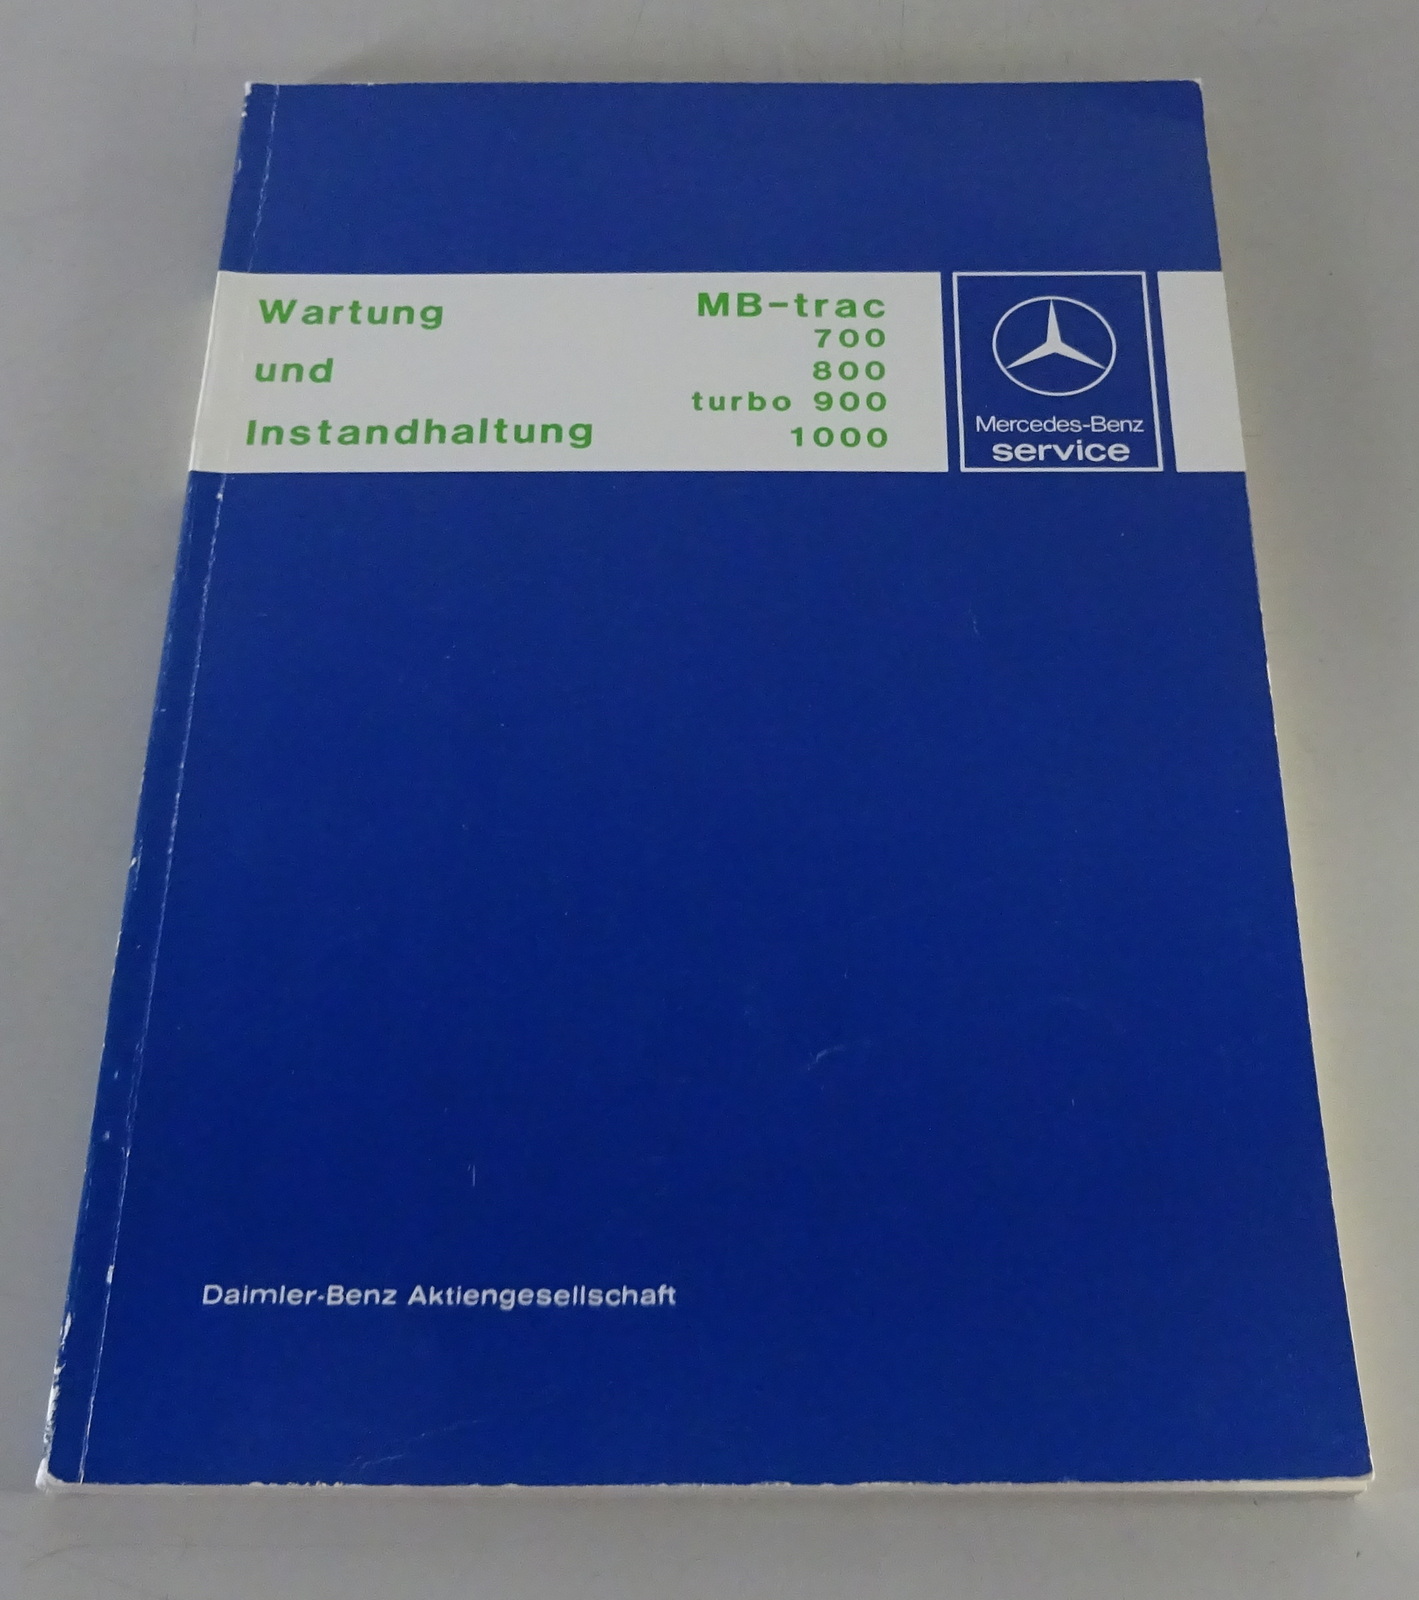 Wartung
und
Instandhaltung
MB-trac
700
800
turbo 900
1000
Mercedes-Benz
service
Daimler-Benz Aktiengesellschaft